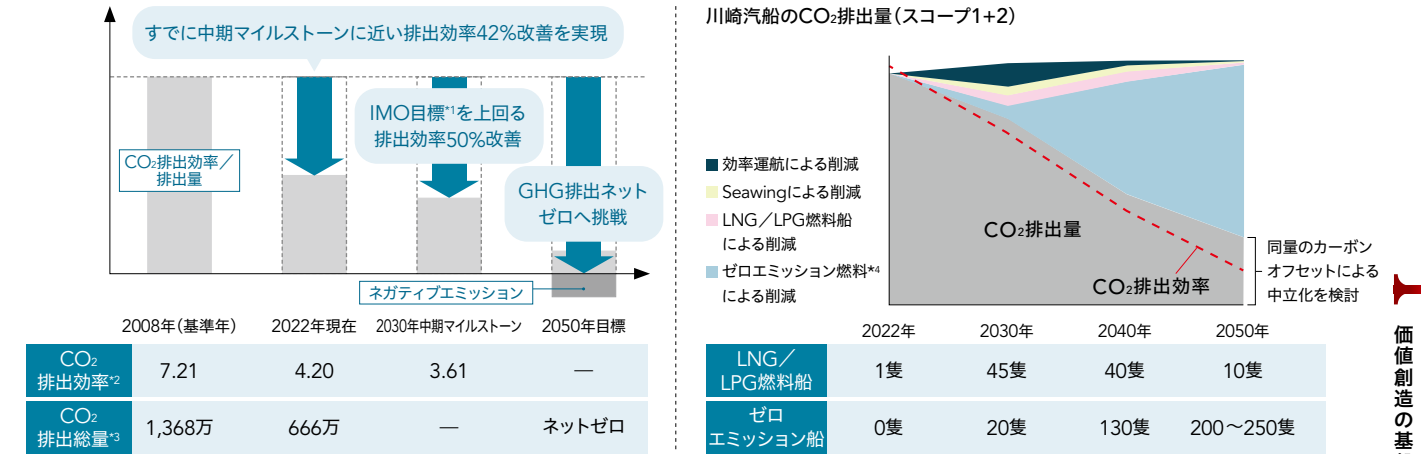 すでに中期マイルストーンに近い排出効率42%改善を実現
IMO目標*1を上回る
排出効率50%改善
CO2排出効率／
排出量
GHG排出ネット
ゼロへ挑戦
ネガティブエミッション
2008年（基準年） 2022年現在 2030年中期マイルストーン 2050年目標
CO2
排出効率*2 7.21 4.20 3.61 —
CO2
排出総量*3 1,368万 666万 — ネットゼロ
川崎汽船のCO2排出量（スコープ1+2）
効率運航による削減
Seawingによる削減
LNG／LPG燃料船
による削減
ゼロエミッション燃料*4
による削減
CO2排出量
CO2排出効率
同量のカーボン
オフセットによる
中立化を検討
2022年 2030年 2040年 2050年
LNG／
LPG燃料船 1隻 45隻 40隻 10隻
ゼロ
エミッション船 0隻 20隻 130隻 200～250隻
価値創造の基